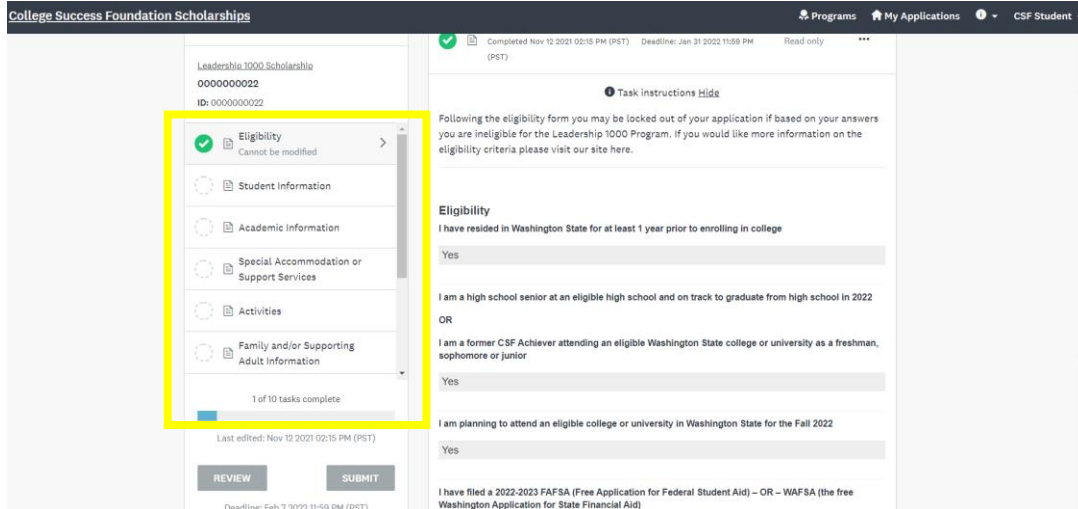 College Success Foundation Scholarships
Programs
My Applications
CSF Student
Leadership 1000 Scholarship
0000000022
ID: 0000000022
Eligibility
Cannot be modified
Student Information
Academic Information
Special Accommodation or
Support Services
Activities
Family and/or Supporting
Adult Information
1 of 10 tasks complete
Last edited: Nov 12 2021 02:15 PM (PST)
REVIEW
SUBMIT
Deadline: Feb 7 2022 11:59 PM (PST)
Completed Nov 12 2021 02:15 PM (PST) Deadline: Jan 31 2022 11:59 PM
(PST)
Read only
Task instructions Hide
Following the eligibility form you may be locked out of your application if based on your answers
you are ineligible for the Leadership 1000 Program. If you would like more information on the
eligibility criteria please visit our site here.
Eligibility
I have resided in Washington State for at least 1 year prior to enrolling in college
Yes
I am a high school senior at an eligible high school and on track to graduate from high school in 2022
OR
I am a former CSF Achiever attending an eligible Washington State college or university as a freshman,
sophomore or junior
Yes
I am planning to attend an eligible college or university in Washington State for the Fall 2022
Yes
I have filed a 2022-2023 FAFSA (Free Application for Federal Student Aid) – OR – WAFSA (the free
Washington Application for State Financial Aid)